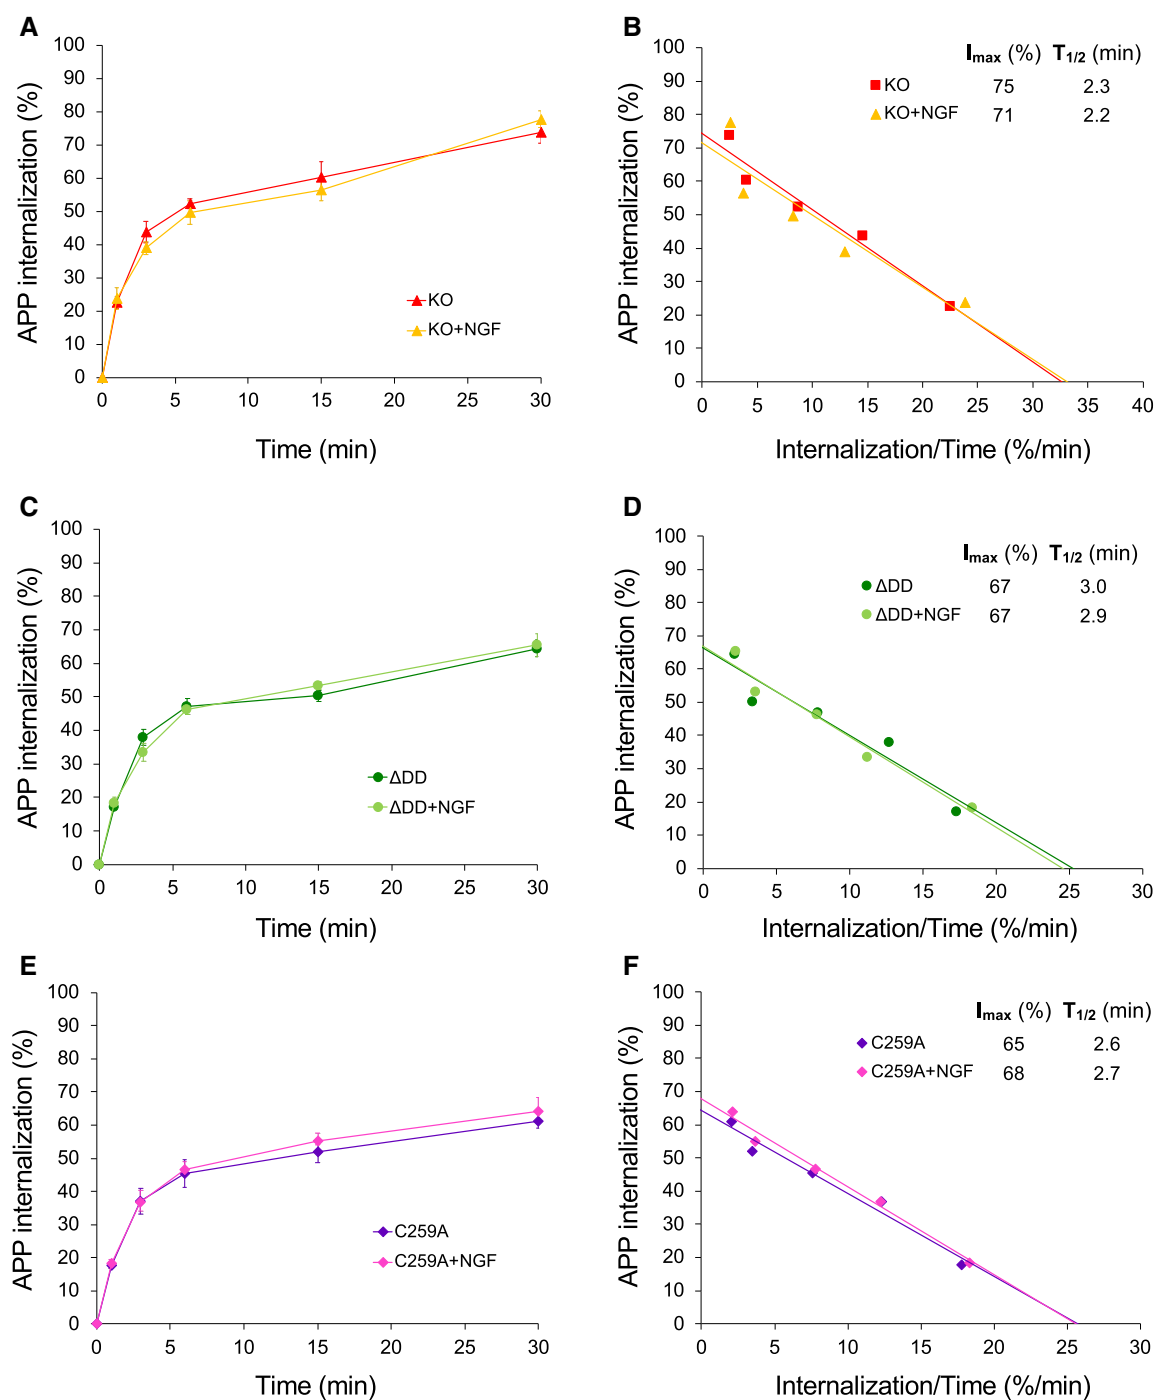 A
100
90
80
70
60
50
40
30
20
10
0
0 5 10 15 20 25 30
APP internalization (%)
Time (min)
KO
KO+NGF
B
I max (%) T 1/2 (min)
KO 75 2.3
KO+NGF 71 2.2
100
90
80
70
60
50
40
30
20
10
0
0 5 10 15 20 25 30 35 40
APP internalization (%)
Internalization/Time (%/min)
C
100
90
80
70
60
50
40
30
20
10
0
0 5 10 15 20 25 30
APP internalization (%)
Time (min)
ΔDD
ΔDD+NGF
D
I max (%) T 1/2 (min)
ΔDD 67 3.0
ΔDD+NGF 67 2.9
100
90
80
70
60
50
40
30
20
10
0
0 5 10 15 20 25 30
APP internalization (%)
Internalization/Time (%/min)
E
100
90
80
70
60
50
40
30
20
10
0
0 5 10 15 20 25 30
APP internalization (%)
Time (min)
C259A
C259A+NGF
F
I max (%) T 1/2 (min)
C259A 65 2.6
C259A+NGF 68 2.7
100
90
80
70
60
50
40
30
20
10
0
0 5 10 15 20 25 30
APP internalization (%)
Internalization/Time (%/min)